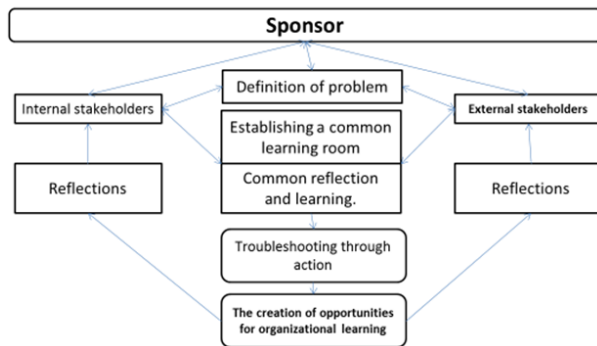 Sponsor
Definition of problem
Internal stakeholders
External stakeholders
Establishing a common
learning room
Common reflection
and learning.
Reflections
Reflections
Troubleshooting through
action
The creation of opportunities
for organizational learning